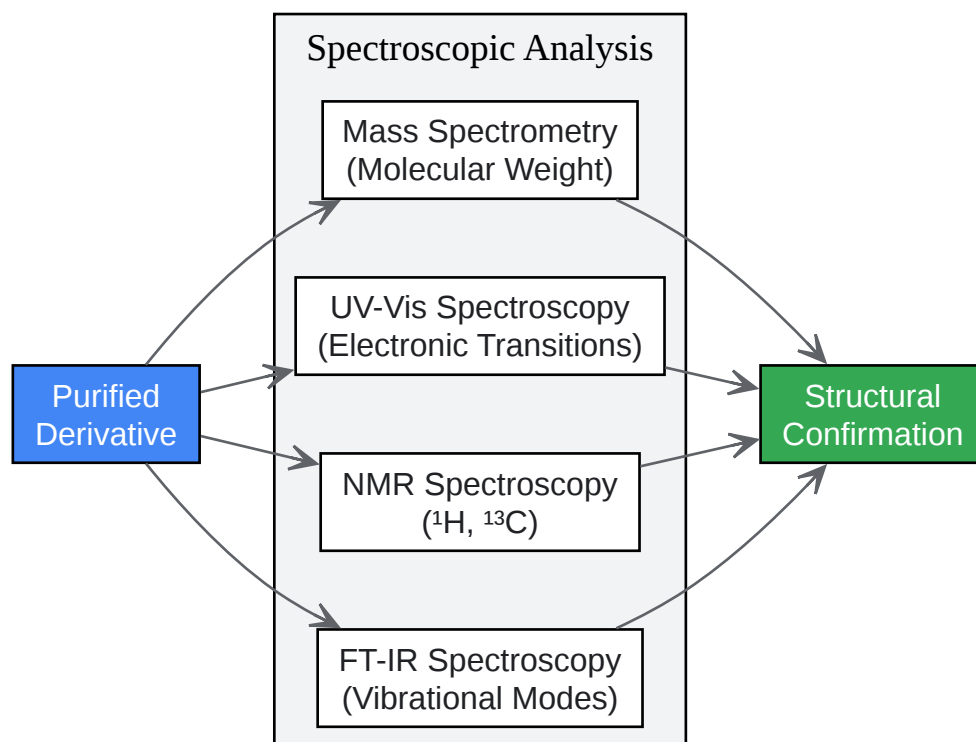 Spectroscopic Analysis
Mass Spectrometry
(Molecular Weight)
UV-Vis Spectroscopy
(Electronic Transitions)
Purified
Derivative
Structural
Confirmation
NMR Spectroscopy
(¹H, ¹³C)
FT-IR Spectroscopy
(Vibrational Modes)